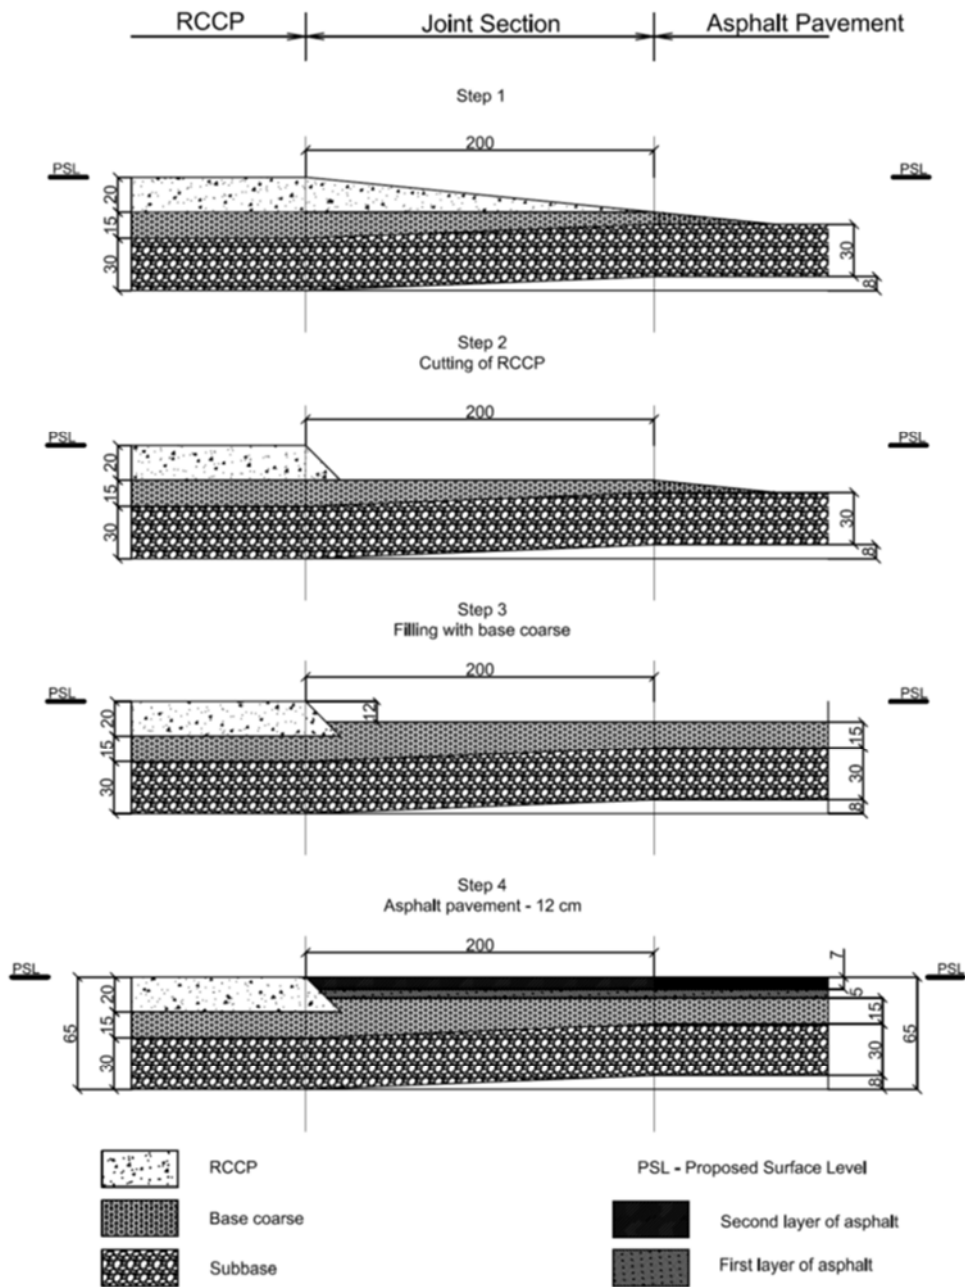 RCCP Joint Section Asphalt Pavement
Step 1
200
PSL PSL
20
15
30
30
8
Step 2
Cutting of RCCP
200
PSL PSL
20
15
30
30
8
Step 3
Filling with base coarse
200
PSL PSL
12
20
15
30
15
30
8
Step 4
Asphalt pavement - 12 cm
200
PSL PSL
7
5
20
15
30
65
15
30
8
65
RCCP
Base coarse
Subbase
PSL - Proposed Surface Level
Second layer of asphalt
First layer of asphalt